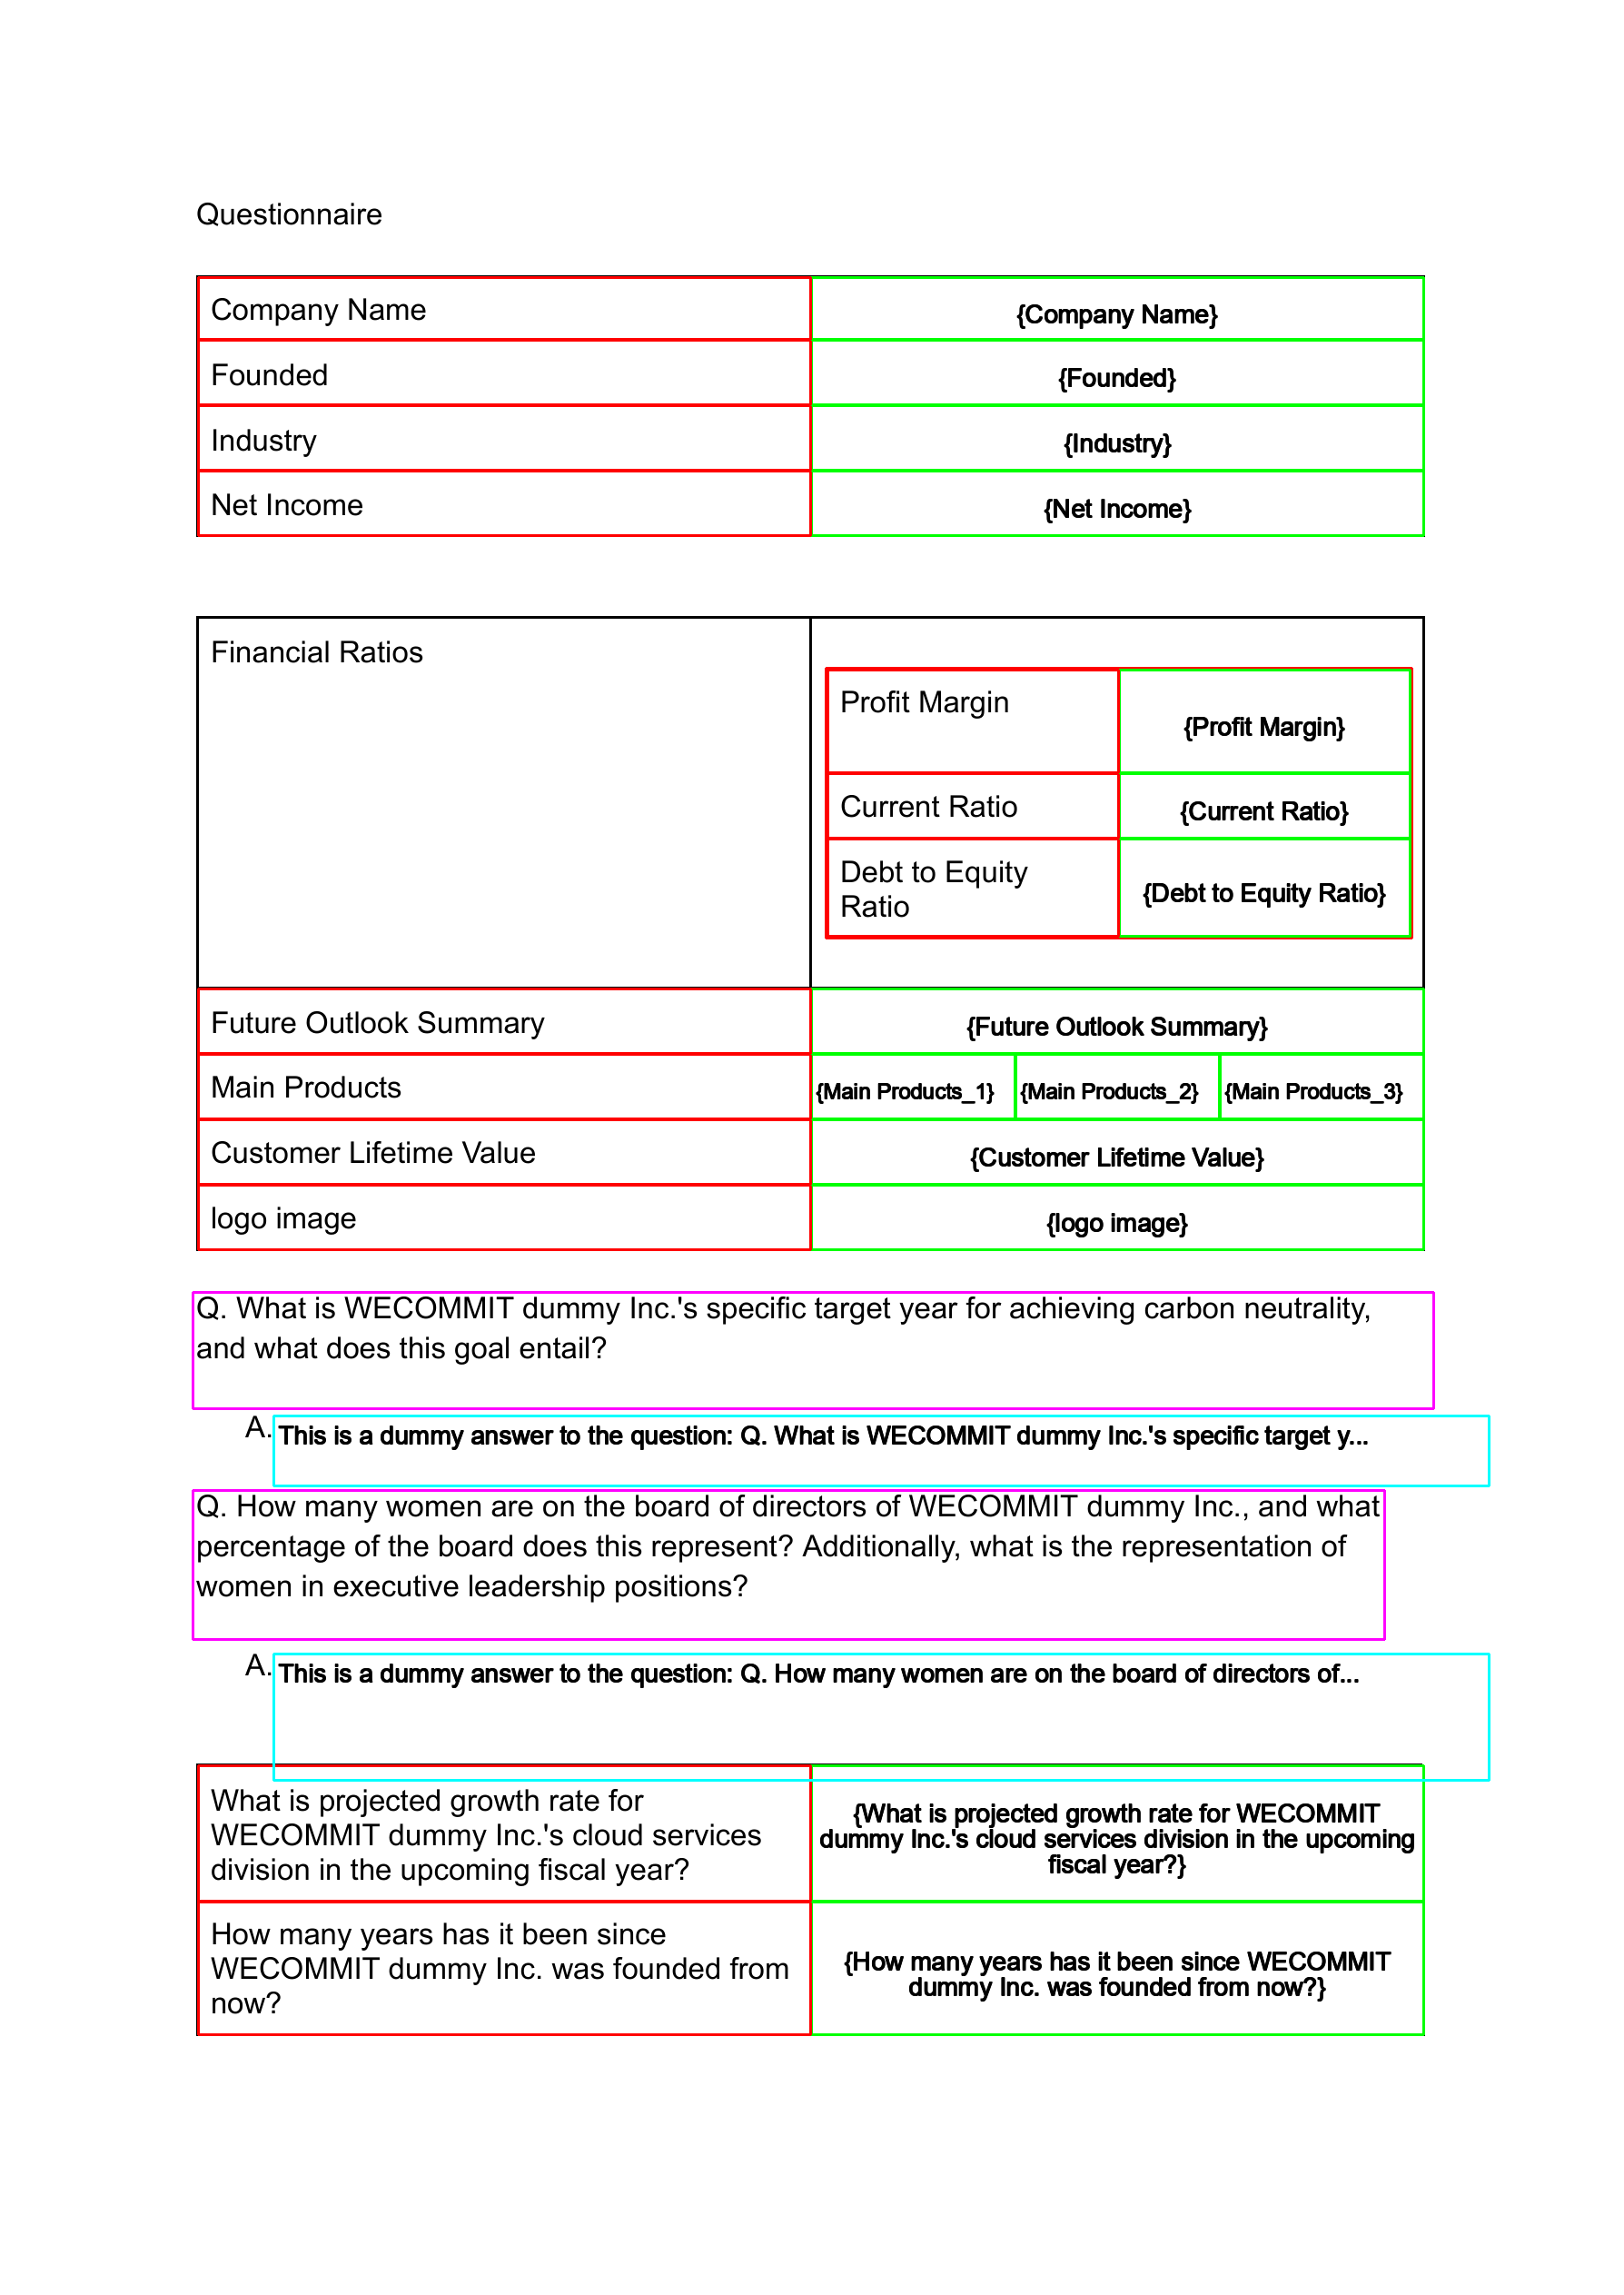 Questionnaire
Company Name {Company Name}
Founded {Founded}
Industry {Industry}
Net Income {Net Income}
Financial Ratios
Profit Margin {Profit Margin}
Current Ratio {Current Ratio}
Debt to Equity
Ratio
{Debt to Equity Ratio}
Future Outlook Summary {Future Outlook Summary}
Main Products {Main Products_1} {Main Products_2} {Main Products_3}
Customer Lifetime Value {Customer Lifetime Value}
logo image {logo image}
Q. What is WECOMMIT dummy Inc.'s specific target year for achieving carbon neutrality,
and what does this goal entail?
A. This is a dummy answer to the question: Q. What is WECOMMIT dummy Inc.'s specific target y...
Q. How many women are on the board of directors of WECOMMIT dummy Inc., and what
percentage of the board does this represent? Additionally, what is the representation of
women in executive leadership positions?
A. This is a dummy answer to the question: Q. How many women are on the board of directors of...
What is projected growth rate for
WECOMMIT dummy Inc.'s cloud services
division in the upcoming fiscal year?
{What is projected growth rate for WECOMMIT
dummy Inc.'s cloud services division in the upcoming
fiscal year?}
How many years has it been since
WECOMMIT dummy Inc. was founded from
now?
{How many years has it been since WECOMMIT
dummy Inc. was founded from now?}